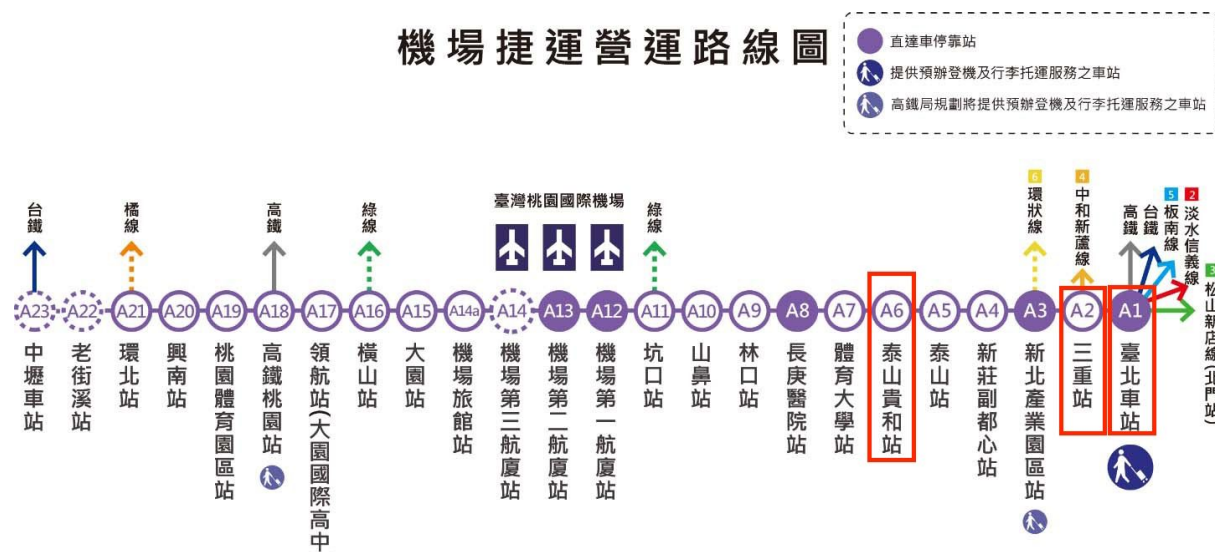 機場捷運營運路線圖
直達車停靠站
提供預辦登機及行李托運服務之車站
高鐵局規劃將提供預辦登機及行李托運服務之車站
台鐵
橘線
高鐵
綠線
臺灣桃園國際機場
綠線
6
環狀線
4
中和新蘆線
高鐵
台鐵
5
板南線
2
淡水信義線
3
松山新店線(北門站)
A23
A22
A21
A20
A19
A18
A17
A16
A15
A14a
A14
A13
A12
A11
A10
A9
A8
A7
A6
A5
A4
A3
A2
A1
中壢車站
老街溪站
環北站
興南站
桃園體育園區站
高鐵桃園站
領航站(大園國際高中
橫山站
大園站
機場旅館站
機場第三航廈站
機場第二航廈站
機場第一航廈站
坑口站
山鼻站
林口站
長庚醫院站
體育大學站
泰山貴和站
泰山站
新莊副都心站
新北產業園區站
三重站
臺北車站